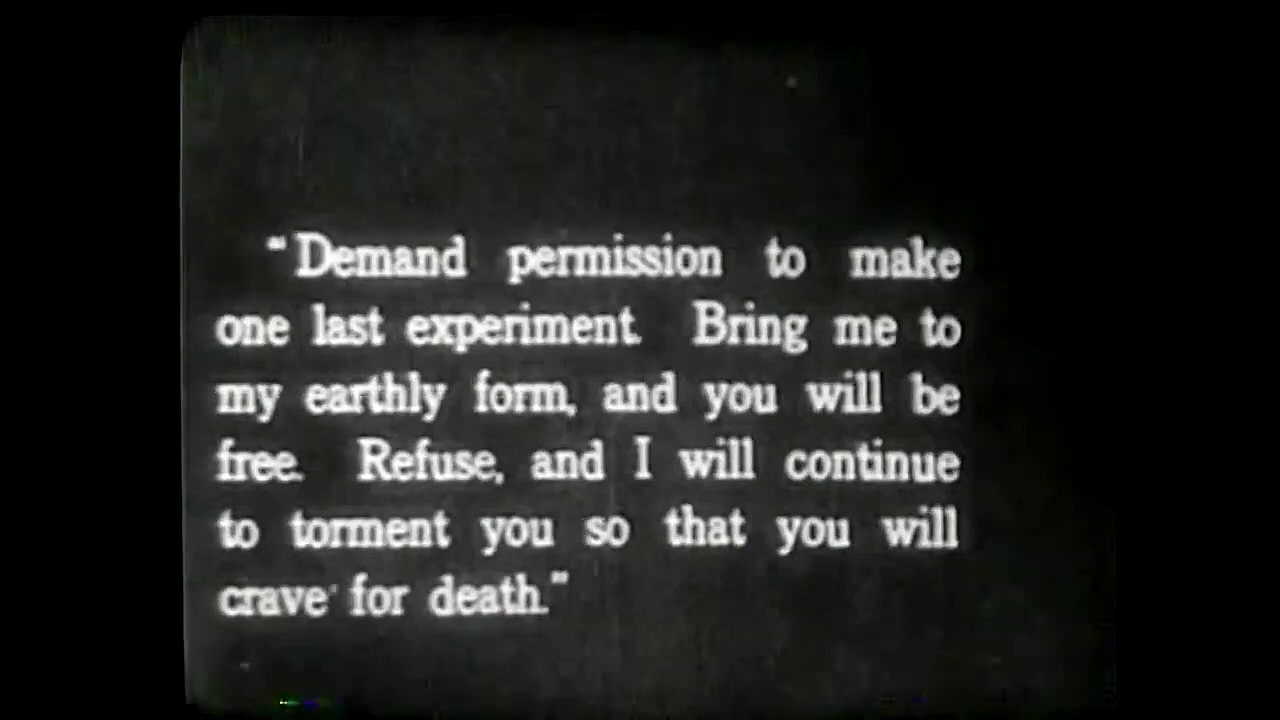 "Demand permission to make
one last experiment. Bring me to
my earthly form, and you will be
free. Refuse, and I will continue
to torment you so that you will
crave for death."